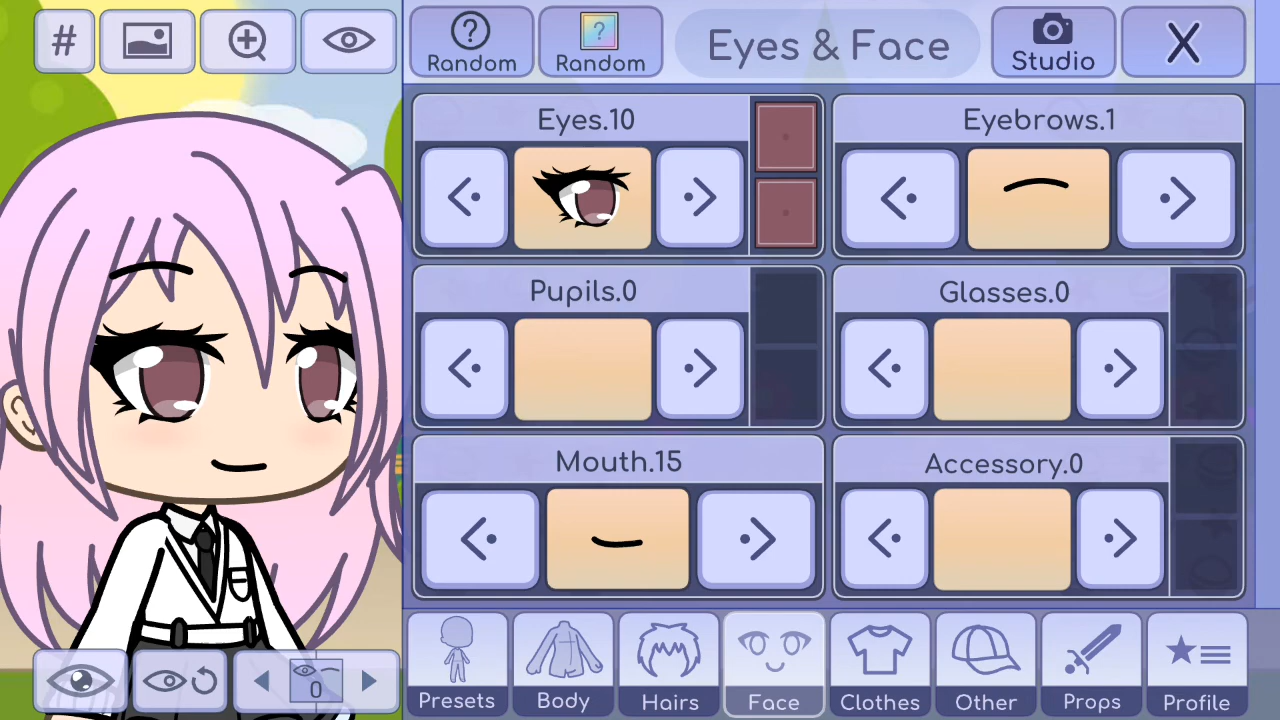 #
?
Random
?
Random
Eyes & Face
Studio
X
Eyes.10
Eyebrows.1
Pupils.0
Glasses.0
Mouth.15
Accessory.0
0
Presets
Body
Hairs
Face
Clothes
Other
Props
Profile